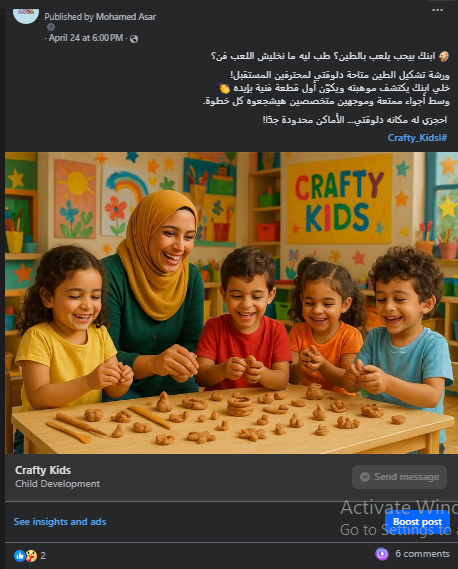 Published by Mohamed Asar
· April 24 at 6:00 PM ·
ابنك بيحب يلعب بالطين؟ طب ليه ما نخليش اللعب فن؟
ورشة تشكيل الطين متاحة دلوقتي لمحترفين المستقبل!
خلي ابنك يكتشف موهبته ويكوّن أول قطعة فنية بإيده 👏
وسط أجواء ممتعة وموجهين متخصصين هيشجعوه كل خطوة.
احجزي له مكانه دلوقتي... الأماكن محدودة جدًا!
#Crafty_Kids!
CRAFTY
KIDS
Crafty Kids
Child Development
Send message
Activate Wind
Go to Settings to a
See insights and ads
Boost post
2
6 comments